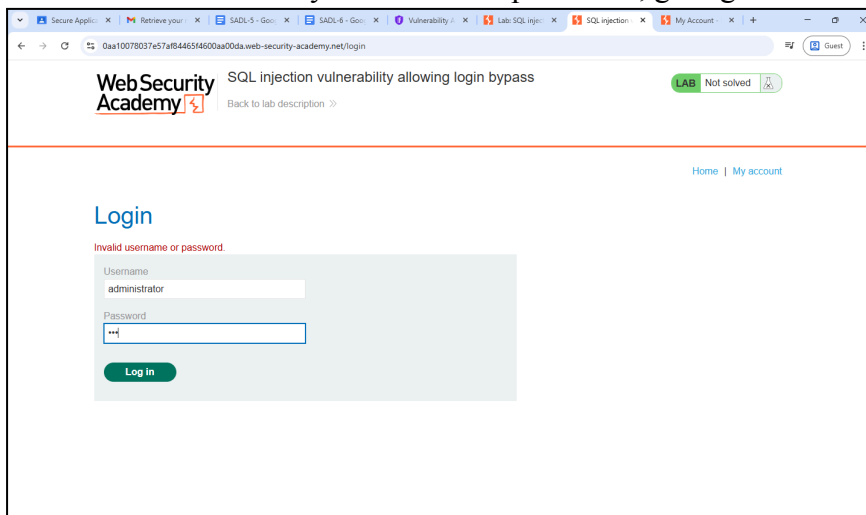 Secure Applic
Retrieve your
SADL-5 - Goo
SADL-6 - Goo
Vulnerability
Lab: SQL injec
SQL injection
My Account -
0aa10078037e57af84465f4600aa00da.web-security-academy.net/login
Guest
Web Security
Academy
SQL injection vulnerability allowing login bypass
Back to lab description
LAB Not solved
Home | My account
Login
Invalid username or password.
Username
administrator
Password
•••
Log in